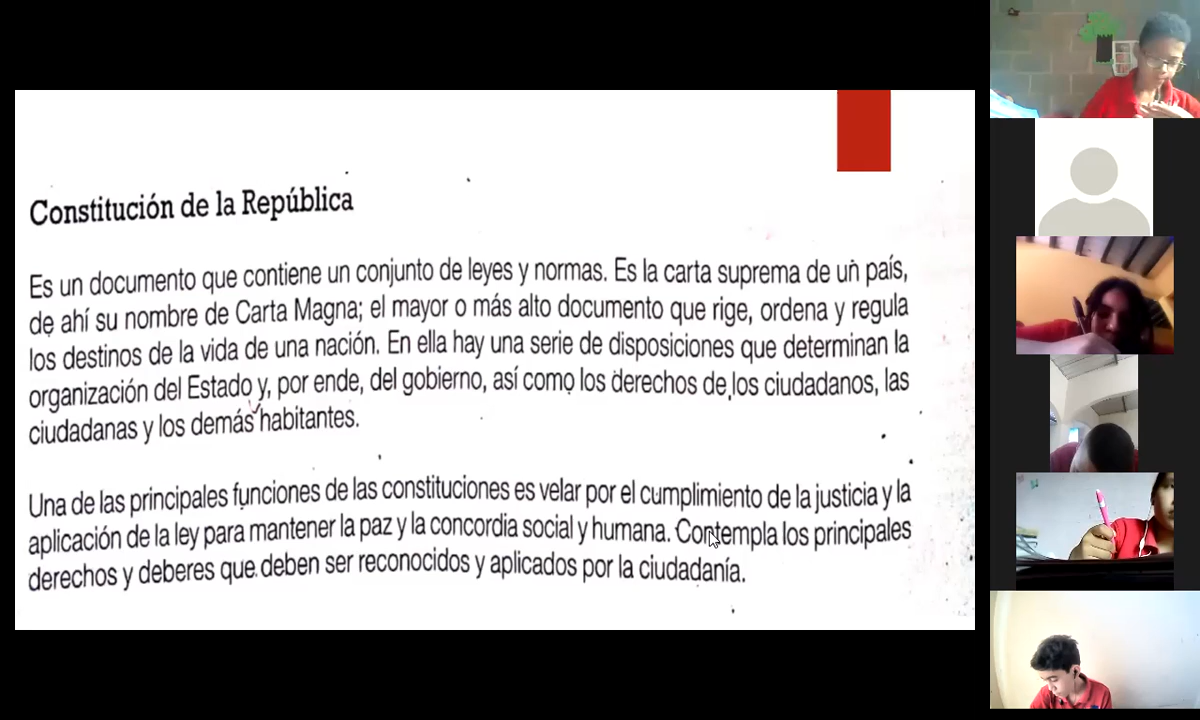 Constitución de la República
Es un documento que contiene un conjunto de leyes y normas. Es la carta suprema de un país,
de ahí su nombre de Carta Magna; el mayor o más alto documento que rige, ordena y regula
los destinos de la vida de una nación. En ella hay una serie de disposiciones que determinan la
organización del Estado y, por ende, del gobierno, así como los derechos de los ciudadanos, las
ciudadanas y los demás habitantes.
Una de las principales funciones de las constituciones es velar por el cumplimiento de la justicia y la
aplicación de la ley para mantener la paz y la concordia social y humana. Contempla los principales
derechos y deberes que deben ser reconocidos y aplicados por la ciudadanía.